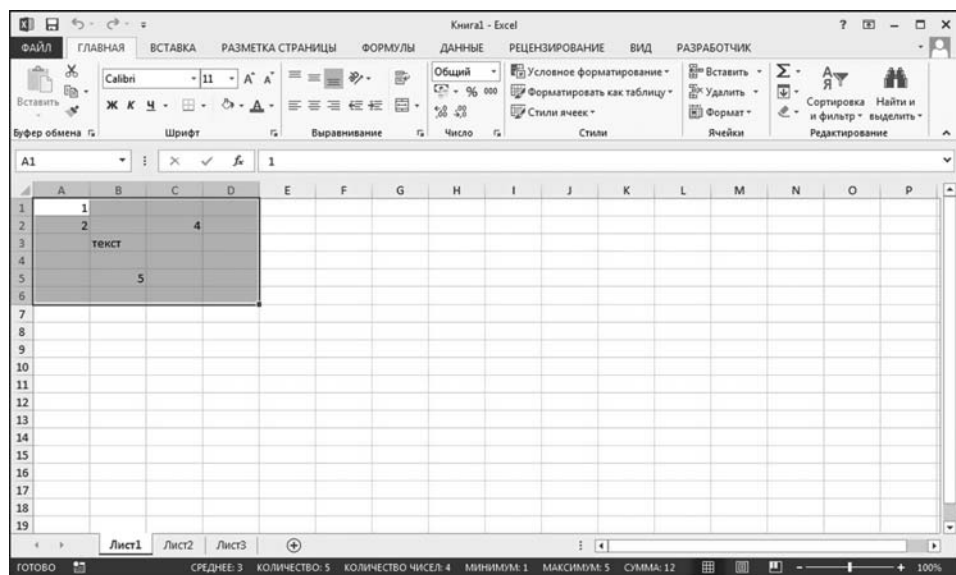 Книга1 - Excel
?
ФАЙЛ ГЛАВНАЯ ВСТАВКА РАЗМЕТКА СТРАНИЦЫ ФОРМУЛЫ ДАННЫЕ РЕЦЕНЗИРОВАНИЕ ВИД РАЗРАБОТЧИК
Вставить
Буфер обмена
Calibri 11
Ж К Ч
Шрифт
Выравнивание
Общий
% 000
Число
Условное форматирование
Форматировать как таблицу
Стили ячеек
Стили
Вставить
Удалить
Формат
Ячейки
Σ
Сортировка и фильтр
Найти и выделить
Редактирование
A1 fx 1
A B C D E F G H I J K L M N O P
1 1
2 2 4
3 текст
4
5 5
6
7
8
9
10
11
12
13
14
15
16
17
18
19
Лист1 Лист2 Лист3
ГОТОВО СРЕДНЕЕ: 3 КОЛИЧЕСТВО: 5 КОЛИЧЕСТВО ЧИСЕЛ: 4 МИНИМУМ: 1 МАКСИМУМ: 5 СУММА: 12 100%